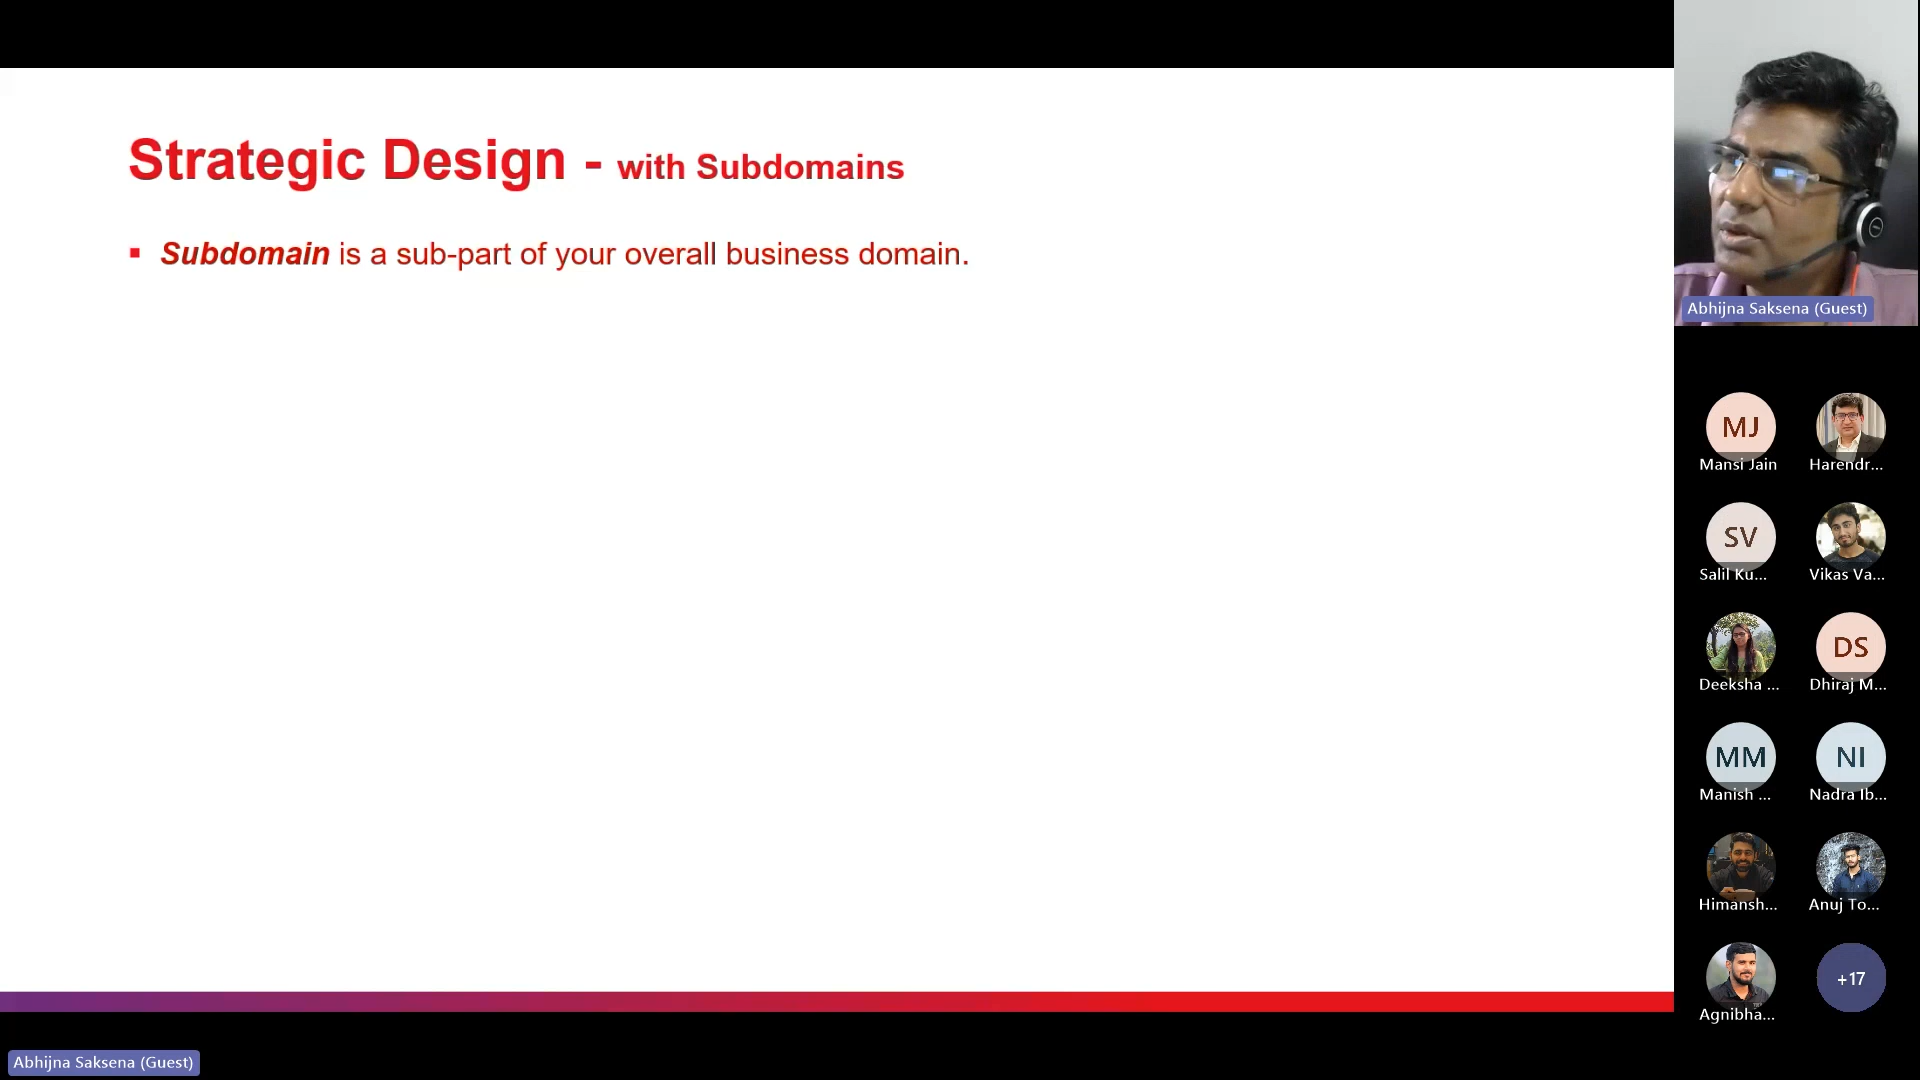 Strategic Design - with Subdomains
▪ Subdomain is a sub-part of your overall business domain.
Abhijna Saksena (Guest)
MJ
Mansi Jain
Harendr...
SV
Salil Ku...
Vikas Va...
Deeksha ...
DS
Dhiraj M...
MM
Manish ...
NI
Nadra Ib...
Himansh...
Anuj To...
Agnibha...
+17
Abhijna Saksena (Guest)